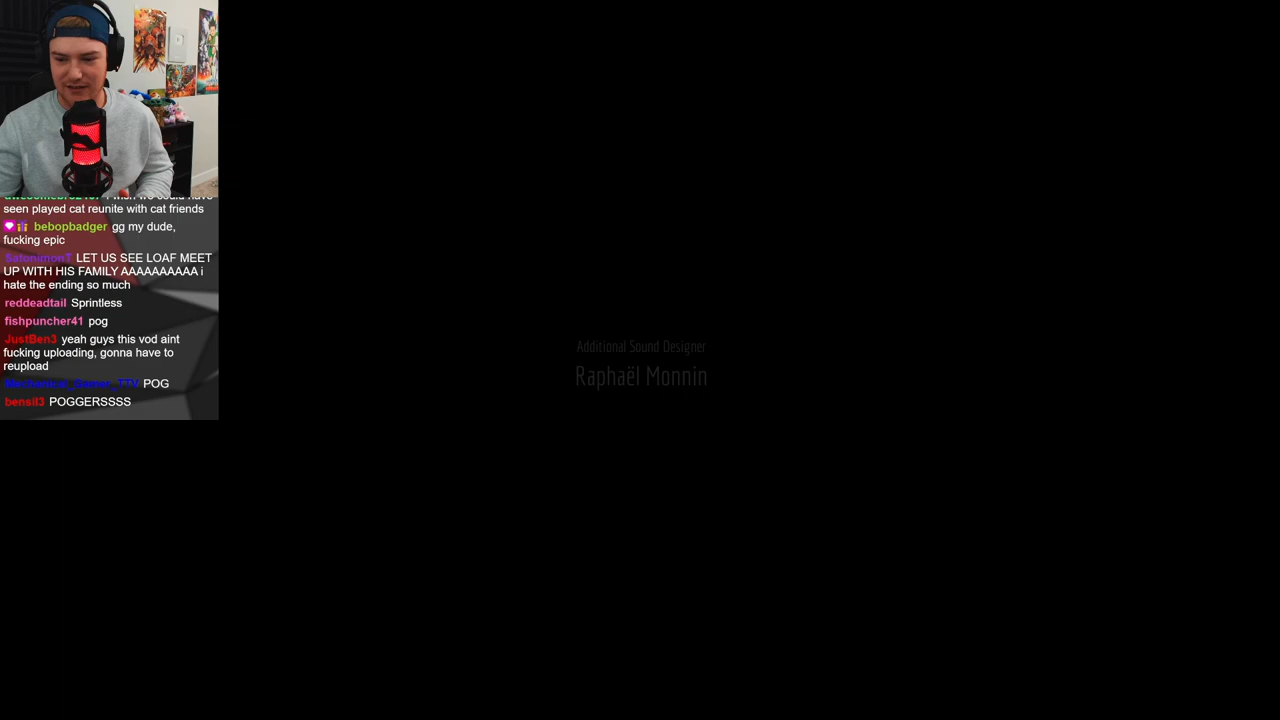 seen played cat reunite with cat friends
bebopbadger gg my dude,
fucking epic
SatonimonT LET US SEE LOAF MEET
UP WITH HIS FAMILY AAAAAAAAAA i
hate the ending so much
reddeadtail Sprintless
fishpuncher41 pog
JustBen3 yeah guys this vod aint
fucking uploading, gonna have to
reupload
POG
bensil3 POGGERSSSS
Additional Sound Designer
Raphaël Monnin